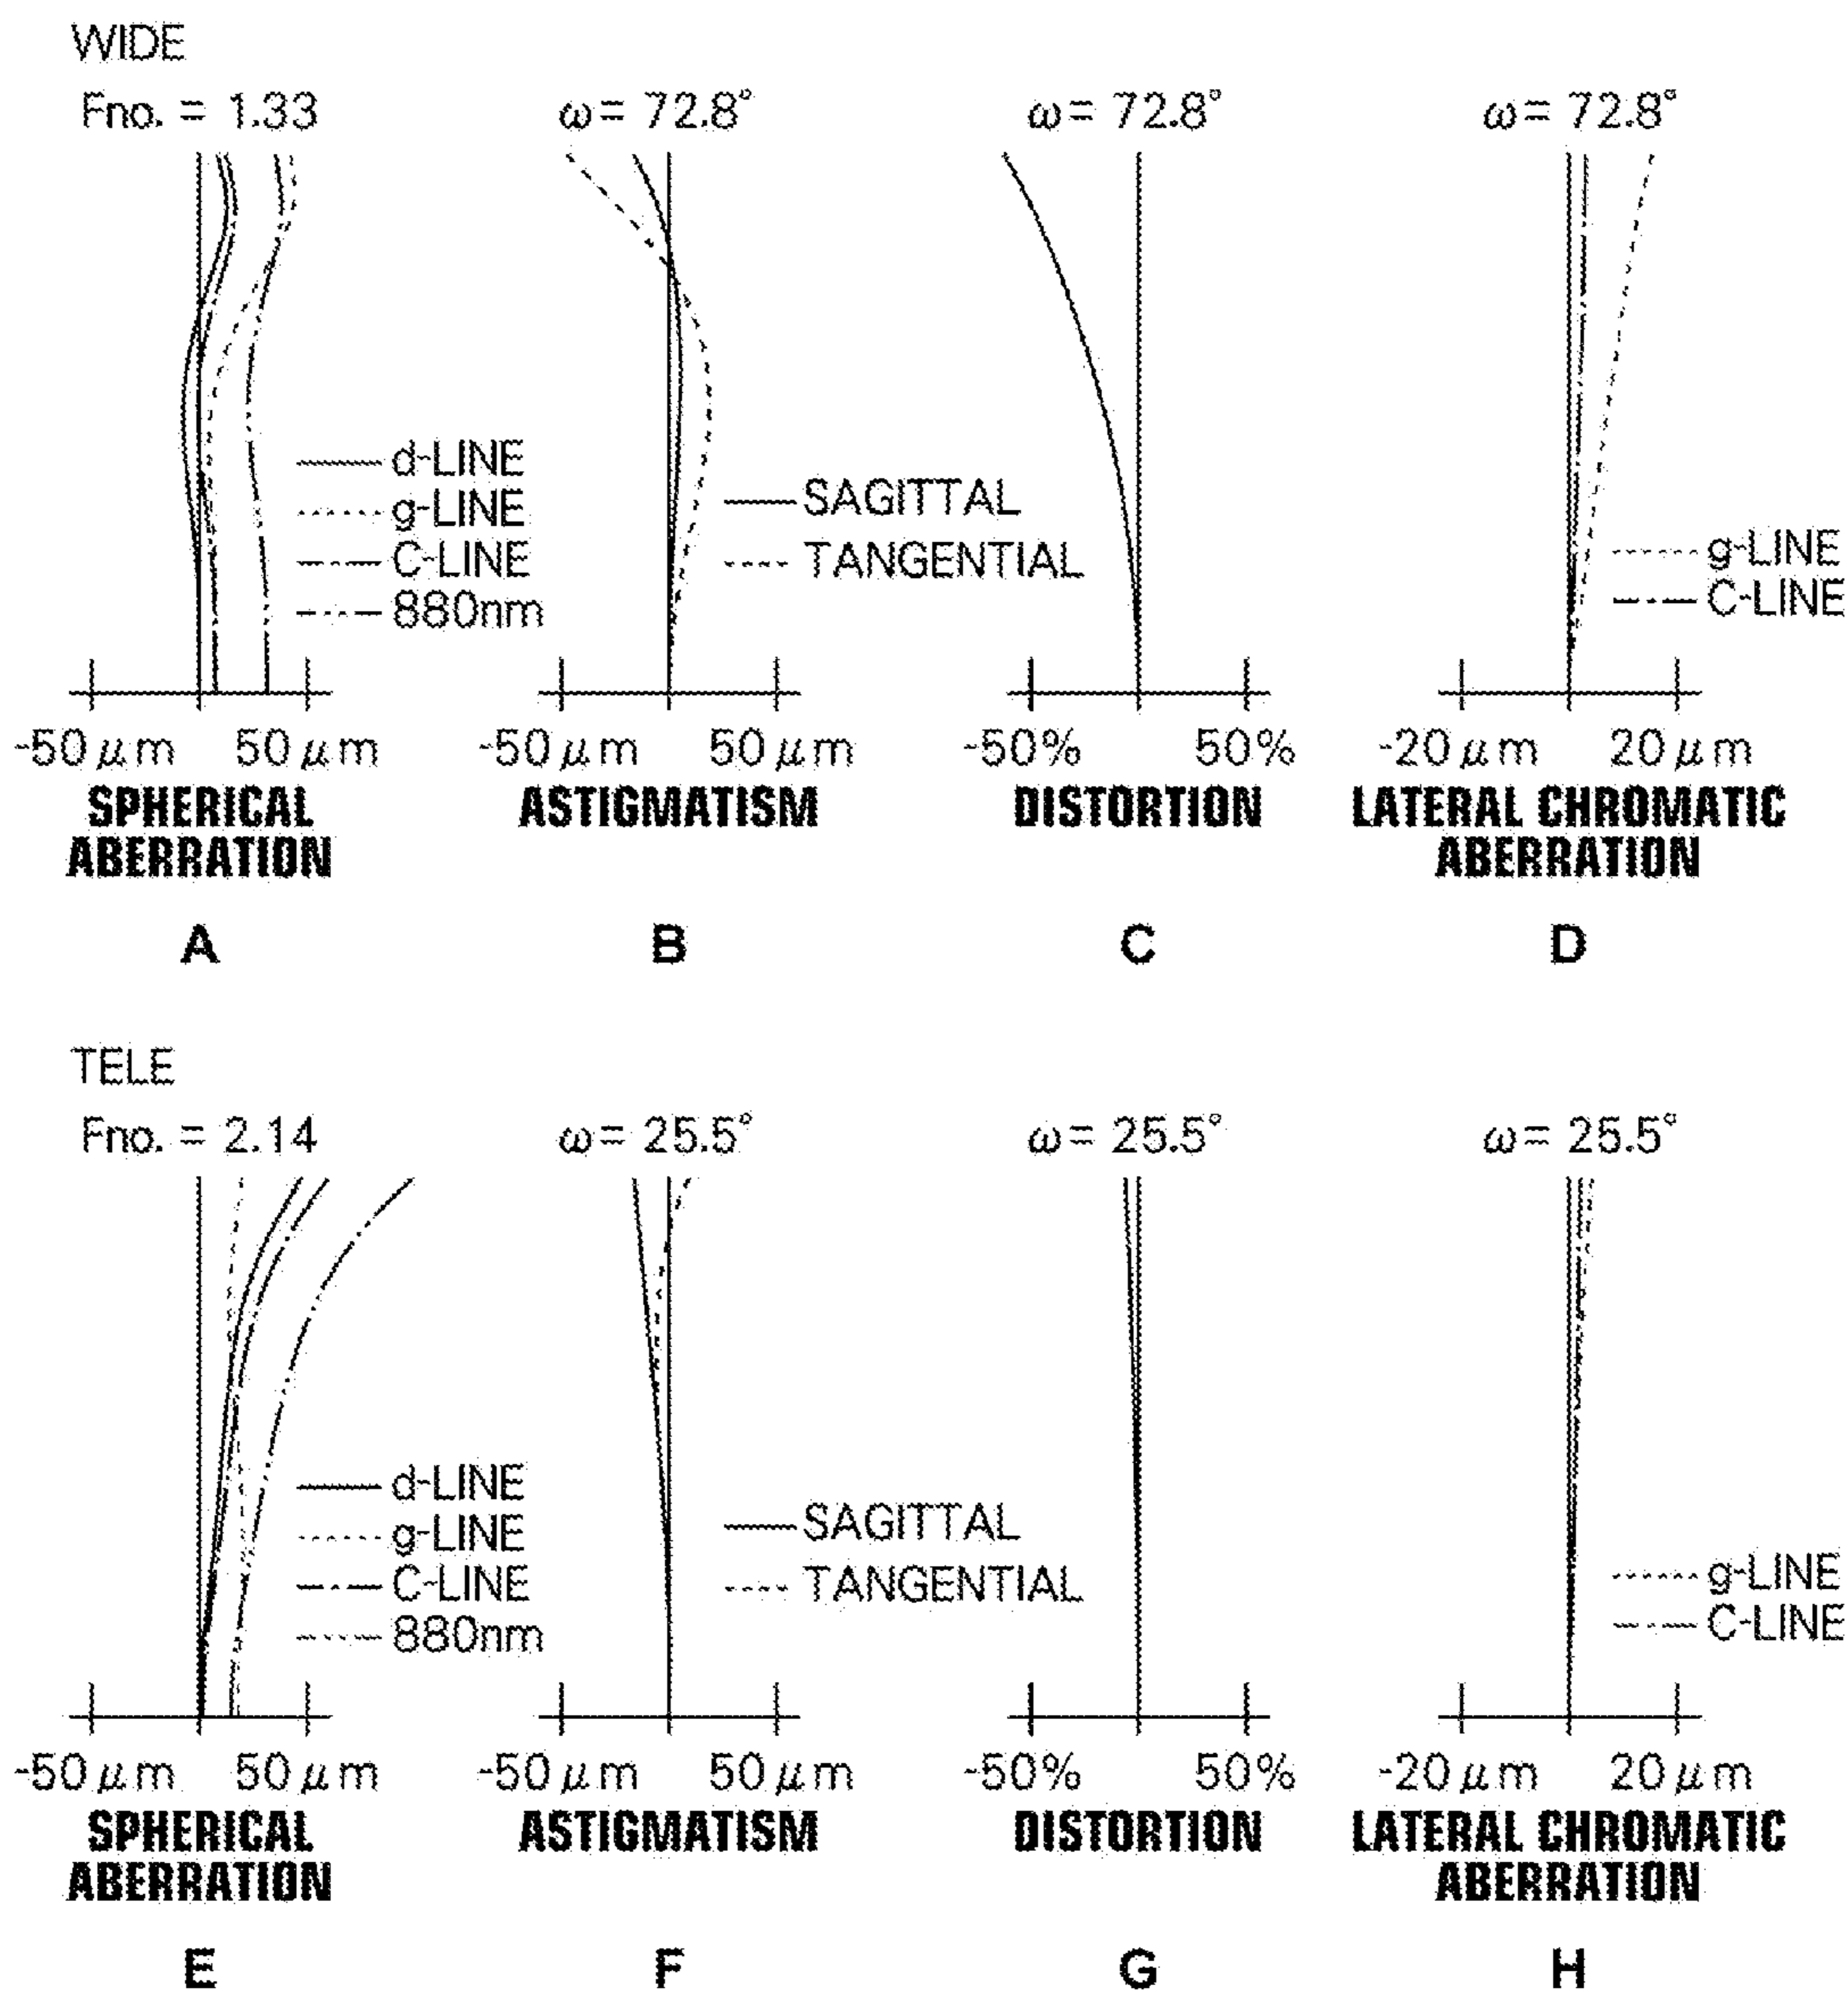 WIDE
Fno. = 1.33
ω= 72.8°
ω= 72.8°
ω= 72.8°
d-LINE
g-LINE
C-LINE
880nm
SAGITTAL
TANGENTIAL
g-LINE
C-LINE
-50μm 50μm
-50μm 50μm
-50% 50%
-20μm 20μm
SPHERICAL
ABERRATION
ASTIGMATISM
DISTORTION
LATERAL CHROMATIC
ABERRATION
A
B
C
D
TELE
Fno. = 2.14
ω= 25.5°
ω= 25.5°
ω= 25.5°
d-LINE
g-LINE
C-LINE
880nm
SAGITTAL
TANGENTIAL
g-LINE
C-LINE
-50μm 50μm
-50μm 50μm
-50% 50%
-20μm 20μm
SPHERICAL
ABERRATION
ASTIGMATISM
DISTORTION
LATERAL CHROMATIC
ABERRATION
E
F
G
H